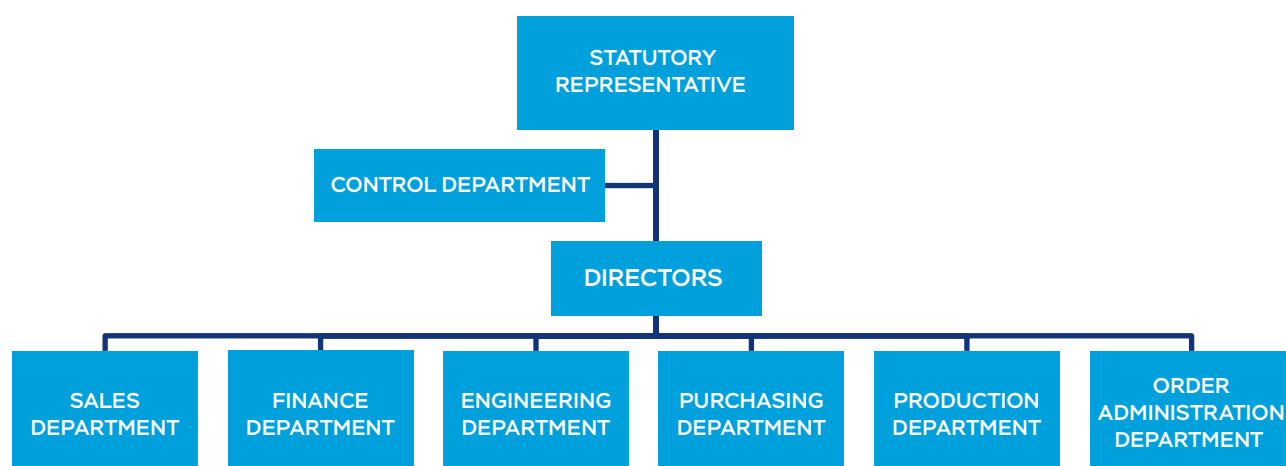 STATUTORY
REPRESENTATIVE
CONTROL DEPARTMENT
DIRECTORS
SALES
DEPARTMENT
FINANCE
DEPARTMENT
ENGINEERING
DEPARTMENT
PURCHASING
DEPARTMENT
PRODUCTION
DEPARTMENT
ORDER
ADMINISTRATION
DEPARTMENT